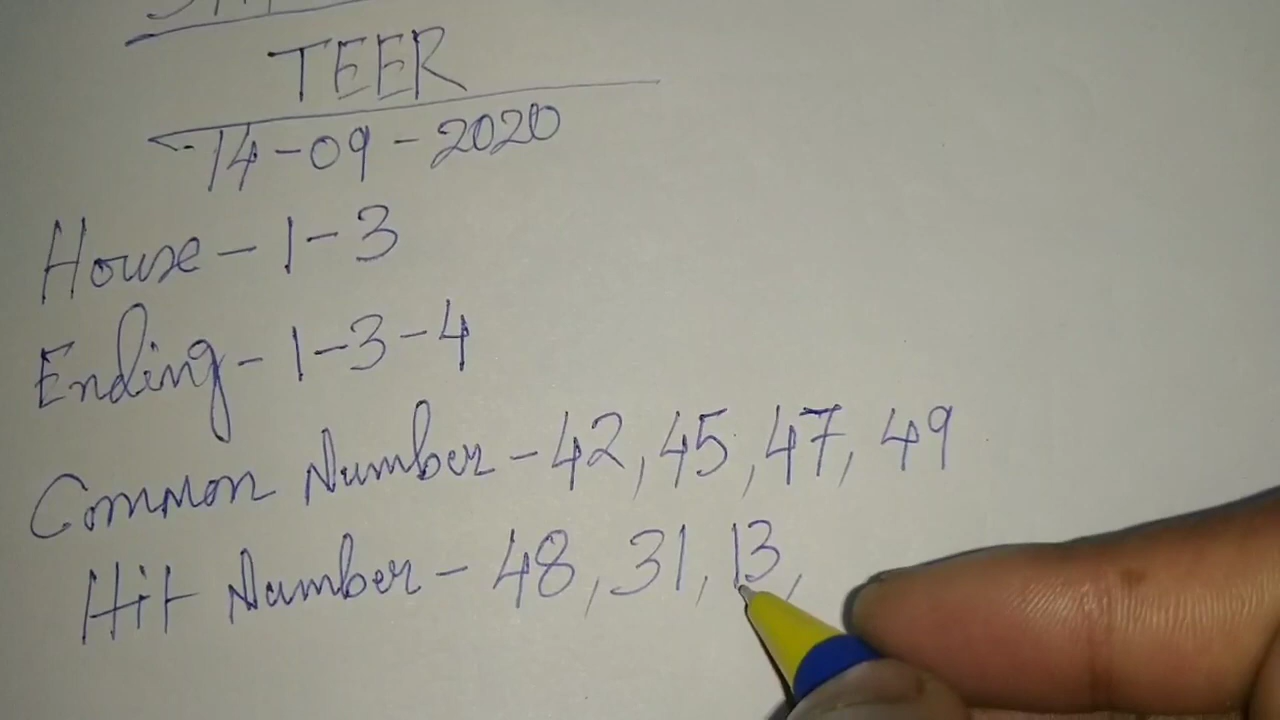 TEER
14-09-2020
House - 1-3
Ending - 1-3-4
Common Number - 42, 45, 47, 49
Hit Number - 48, 31, 13,